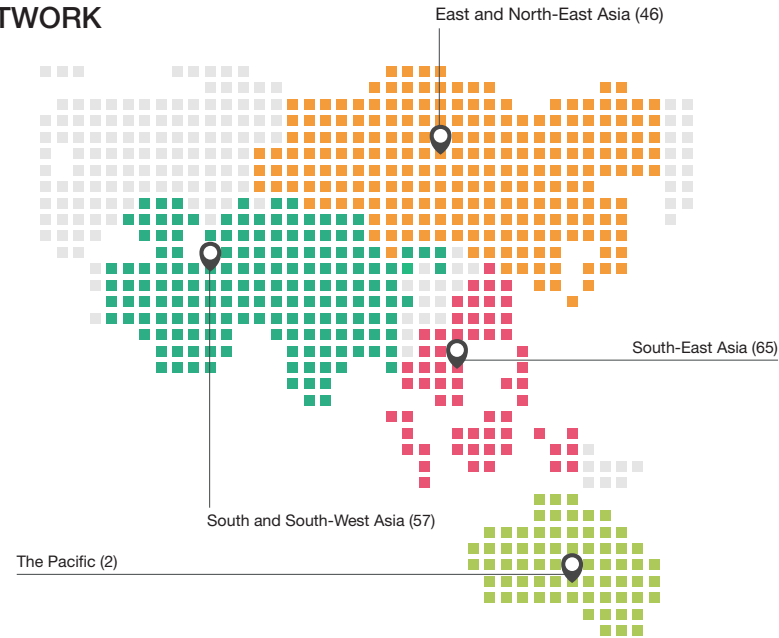 TWORK
East and North-East Asia (46)
South-East Asia (65)
South and South-West Asia (57)
The Pacific (2)